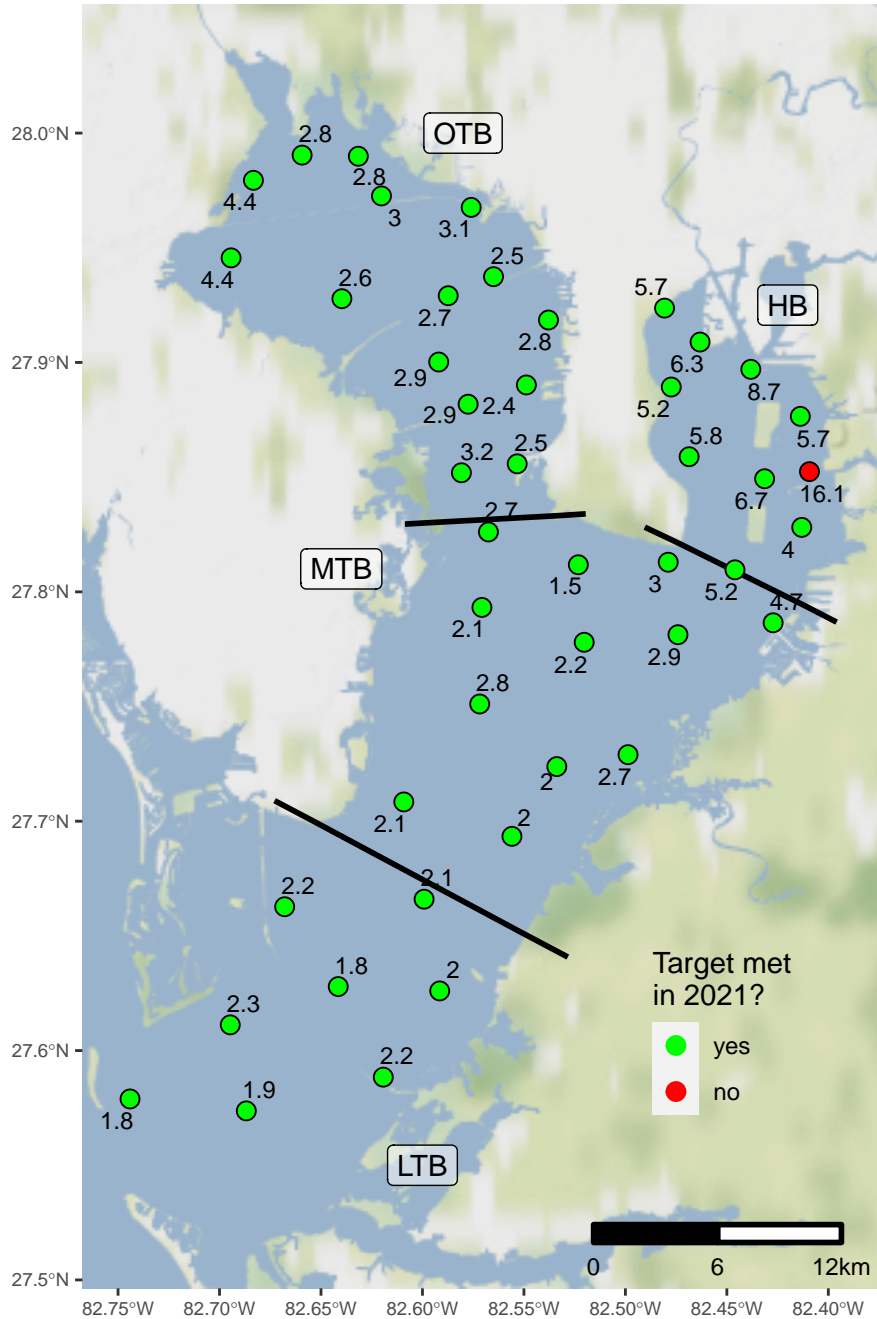 28.0°N
27.9°N
27.8°N
27.7°N
27.6°N
27.5°N
OTB
2.8
2.8
4.4
3
3.1
4.4
2.6
2.5
2.7
2.8
2.9
2.9
2.4
3.2
2.5
HB
5.7
6.3
5.2
8.7
5.7
5.8
6.7
16.1
4
5.2
MTB
2.7
1.5
3
4.7
2.1
2.2
2.9
2.8
2
2.7
2.1
2
2.1
2.2
1.8
2
2.3
2.2
1.8
1.9
LTB
Target met
in 2021?
yes
no
0 6 12km
82.75°W 82.70°W 82.65°W 82.60°W 82.55°W 82.50°W 82.45°W 82.40°W